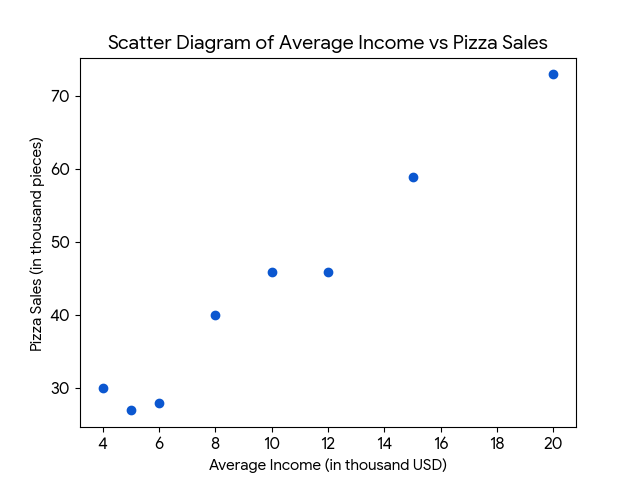 Scatter Diagram of Average Income vs Pizza Sales
Pizza Sales (in thousand pieces)
70
60
50
40
30
4 6 8 10 12 14 16 18 20
Average Income (in thousand USD)